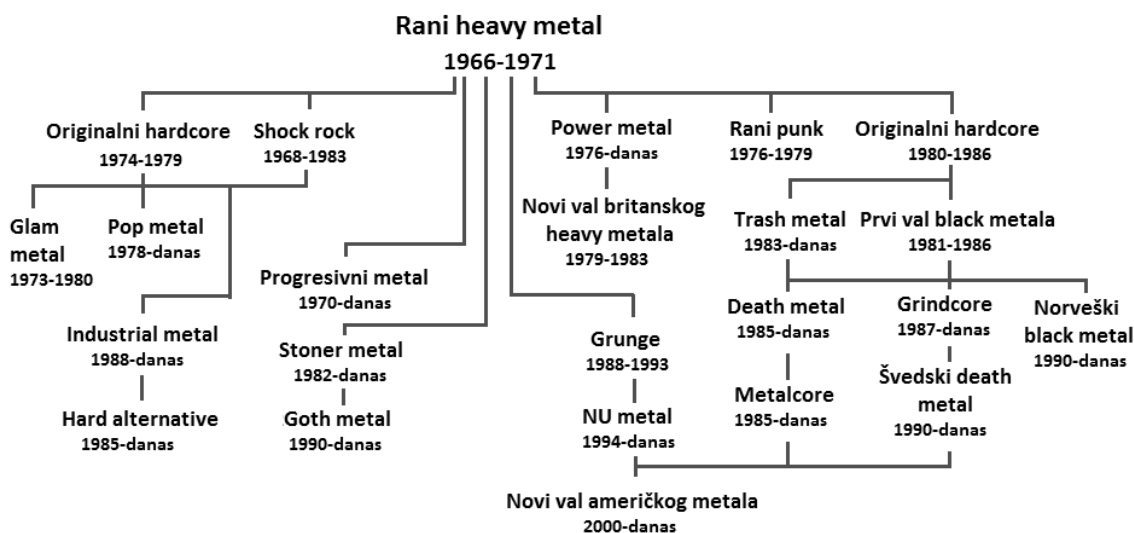 Rani heavy metal
1966-1971
Originalni hardcore
1974-1979
Shock rock
1968-1983
Power metal
1976-danas
Rani punk
1976-1979
Originalni hardcore
1980-1986
Glam
metal
1973-1980
Pop metal
1978-danas
Novi val britanskog
heavy metala
1979-1983
Trash metal
1983-danas
Prvi val black metala
1981-1986
Progresivni metal
1970-danas
Industrial metal
1988-danas
Stoner metal
1982-danas
Grunge
1988-1993
Death metal
1985-danas
Grindcore
1987-danas
Norveški
black metal
1990-danas
Hard alternative
1985-danas
Goth metal
1990-danas
NU metal
1994-danas
Metalcore
1985-danas
Švedski death
metal
1990-danas
Novi val američkog metala
2000-danas